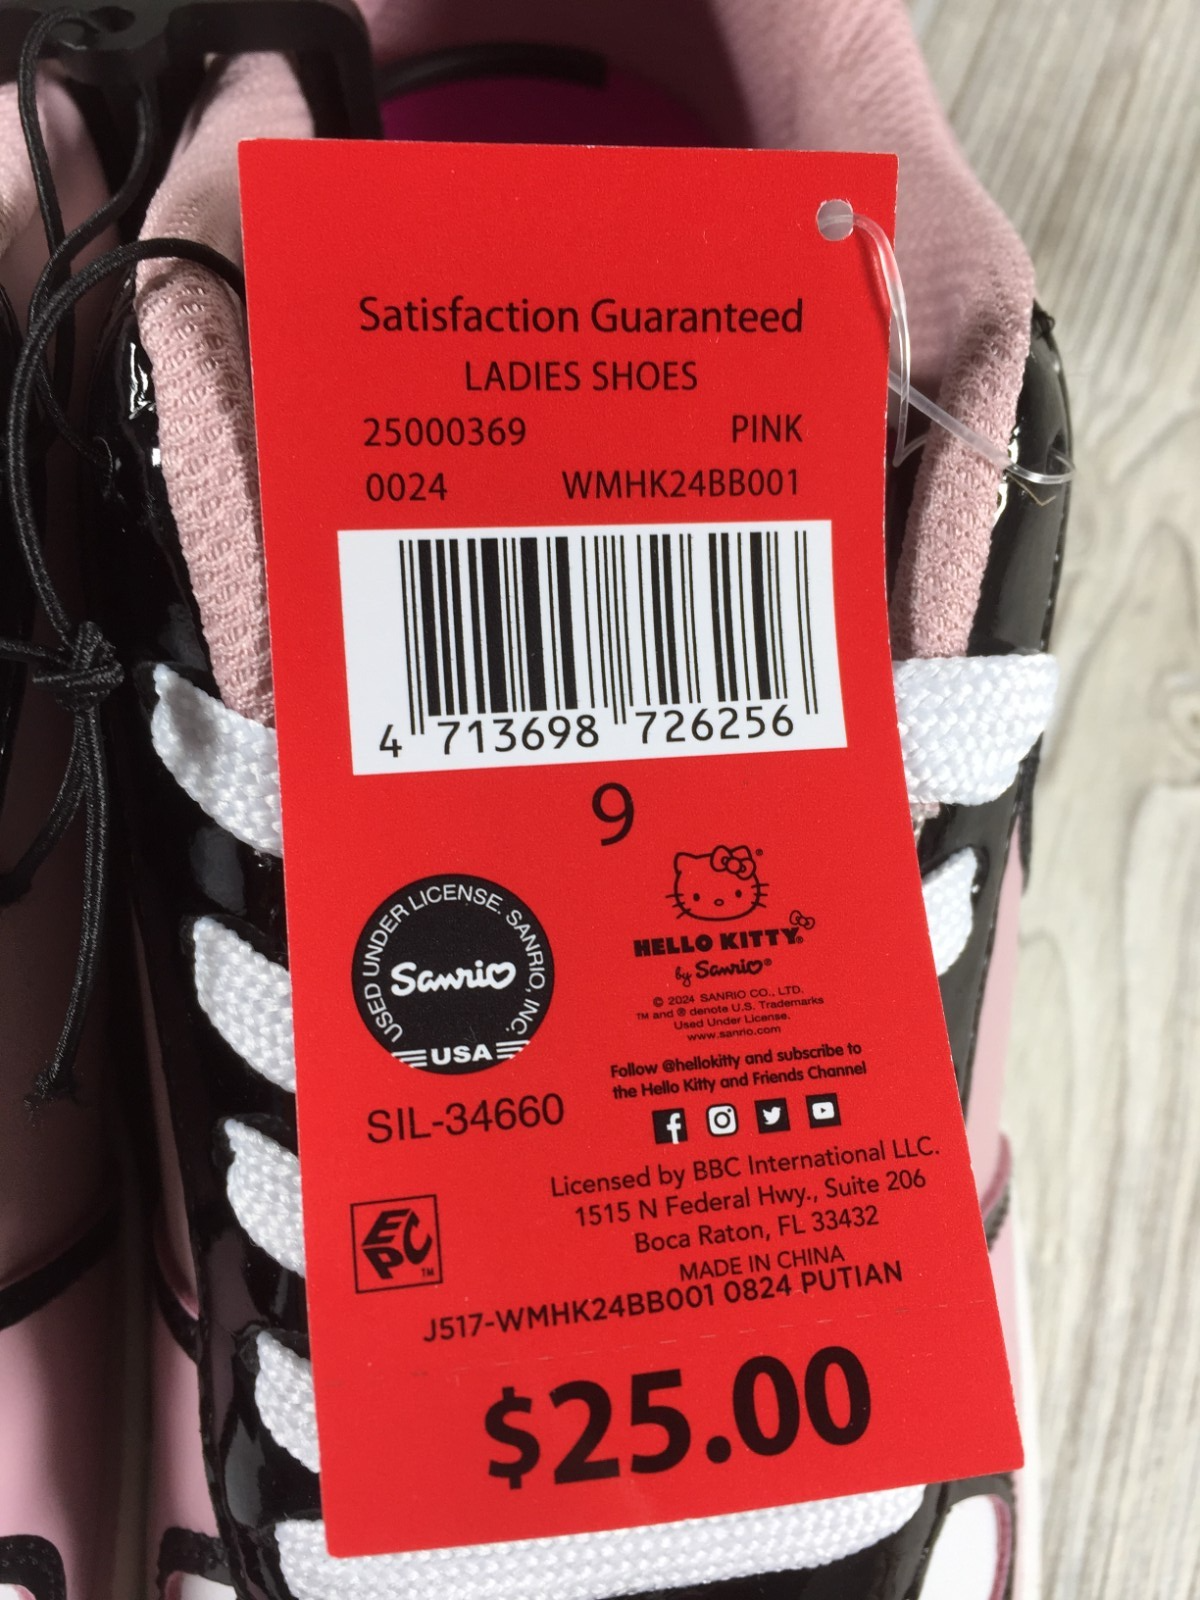 Satisfaction Guaranteed
LADIES SHOES
25000369 PINK
0024 WMHK24BB001
4 713698 726256
9
USED UNDER LICENSE. SANRIO, INC.
Sanrio
USA
SIL-34660
HELLO KITTY®
by Sanrio®
© 2024 SANRIO CO., LTD.
TM and ® denote U.S. Trademarks
Used Under License.
www.sanrio.com
Follow @hellokitty and subscribe to
the Hello Kitty and Friends Channel
EPC TM
Licensed by BBC International LLC.
1515 N Federal Hwy., Suite 206
Boca Raton, FL 33432
MADE IN CHINA
J517-WMHK24BB001 0824 PUTIAN
$25.00